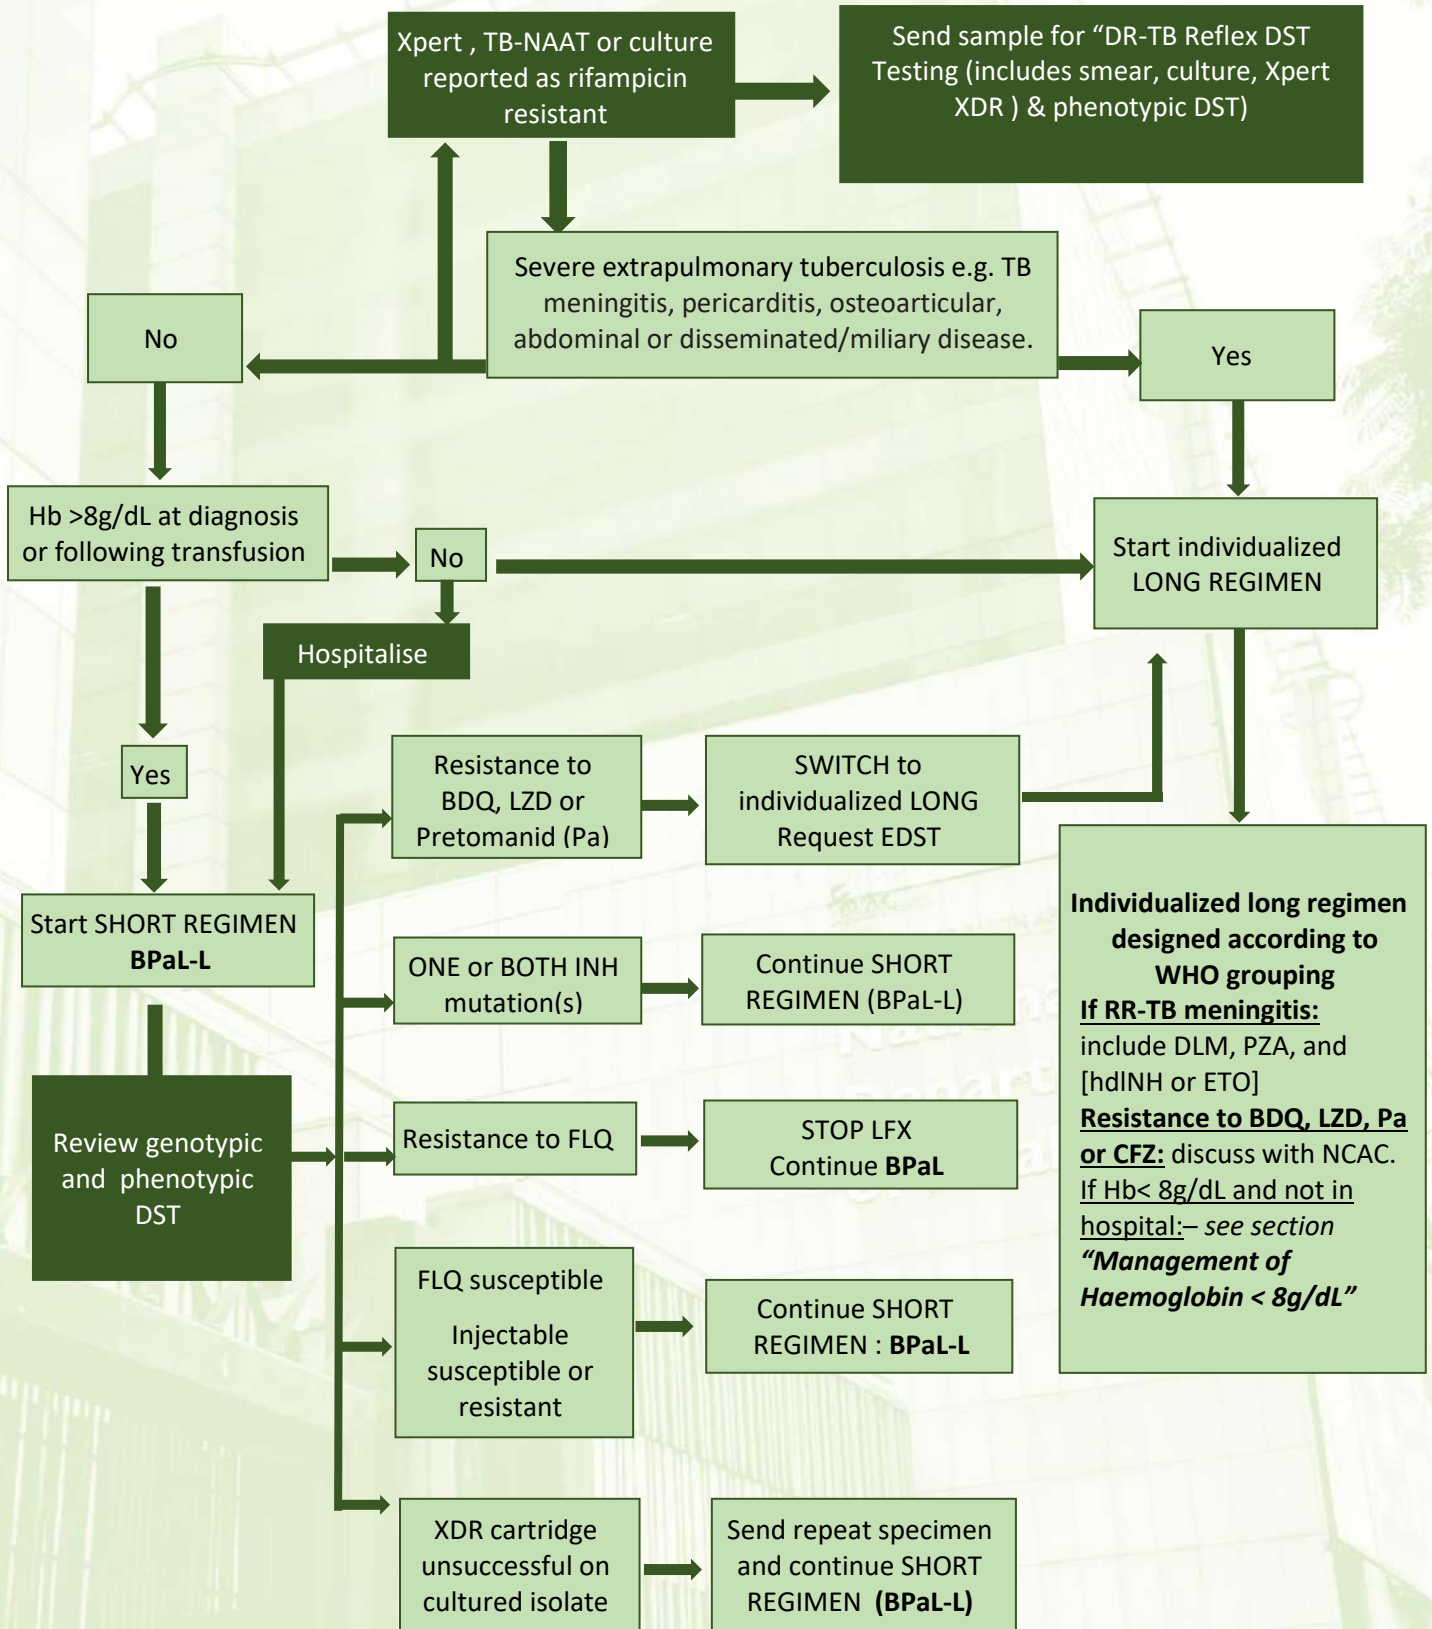 Xpert , TB-NAAT or culture
reported as rifampicin
resistant
Send sample for “DR-TB Reflex DST
Testing (includes smear, culture, Xpert
XDR ) & phenotypic DST)
Severe extrapulmonary tuberculosis e.g. TB
meningitis, pericarditis, osteoarticular,
abdominal or disseminated/miliary disease.
No
Yes
Hb >8g/dL at diagnosis
or following transfusion
No
Start individualized
LONG REGIMEN
Hospitalise
Yes
Resistance to
BDQ, LZD or
Pretomanid (Pa)
SWITCH to
individualized LONG
Request EDST
Start SHORT REGIMEN
BPaL-L
ONE or BOTH INH
mutation(s)
Continue SHORT
REGIMEN (BPaL-L)
Individualized long regimen
designed according to
WHO grouping
If RR-TB meningitis:
include DLM, PZA, and
[hdINH or ETO]
Resistance to BDQ, LZD, Pa
or CFZ: discuss with NCAC.
If Hb< 8g/dL and not in
hospital:– see section
“Management of
Haemoglobin < 8g/dL”
Review genotypic
and phenotypic
DST
Resistance to FLQ
STOP LFX
Continue BPaL
FLQ susceptible
Injectable
susceptible or
resistant
Continue SHORT
REGIMEN : BPaL-L
XDR cartridge
unsuccessful on
cultured isolate
Send repeat specimen
and continue SHORT
REGIMEN (BPaL-L)